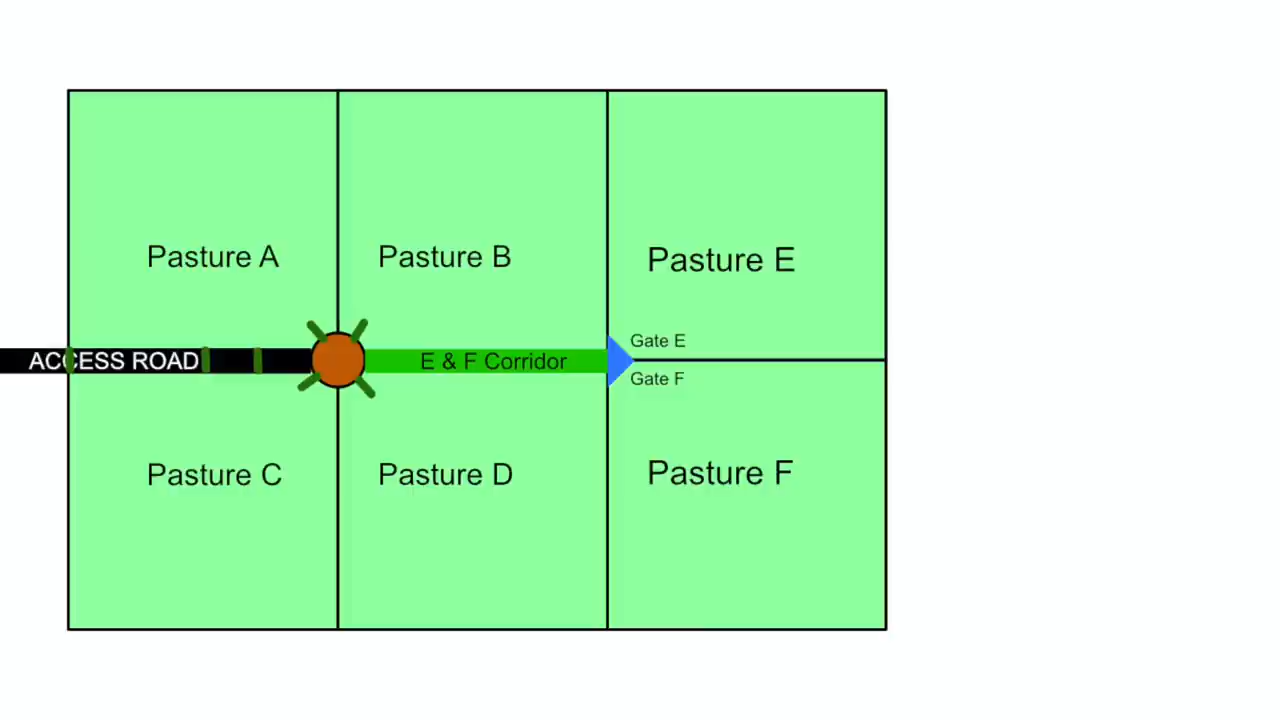 Pasture A
Pasture B
Pasture E
ACCESS ROAD
E & F Corridor
Gate E
Gate F
Pasture C
Pasture D
Pasture F